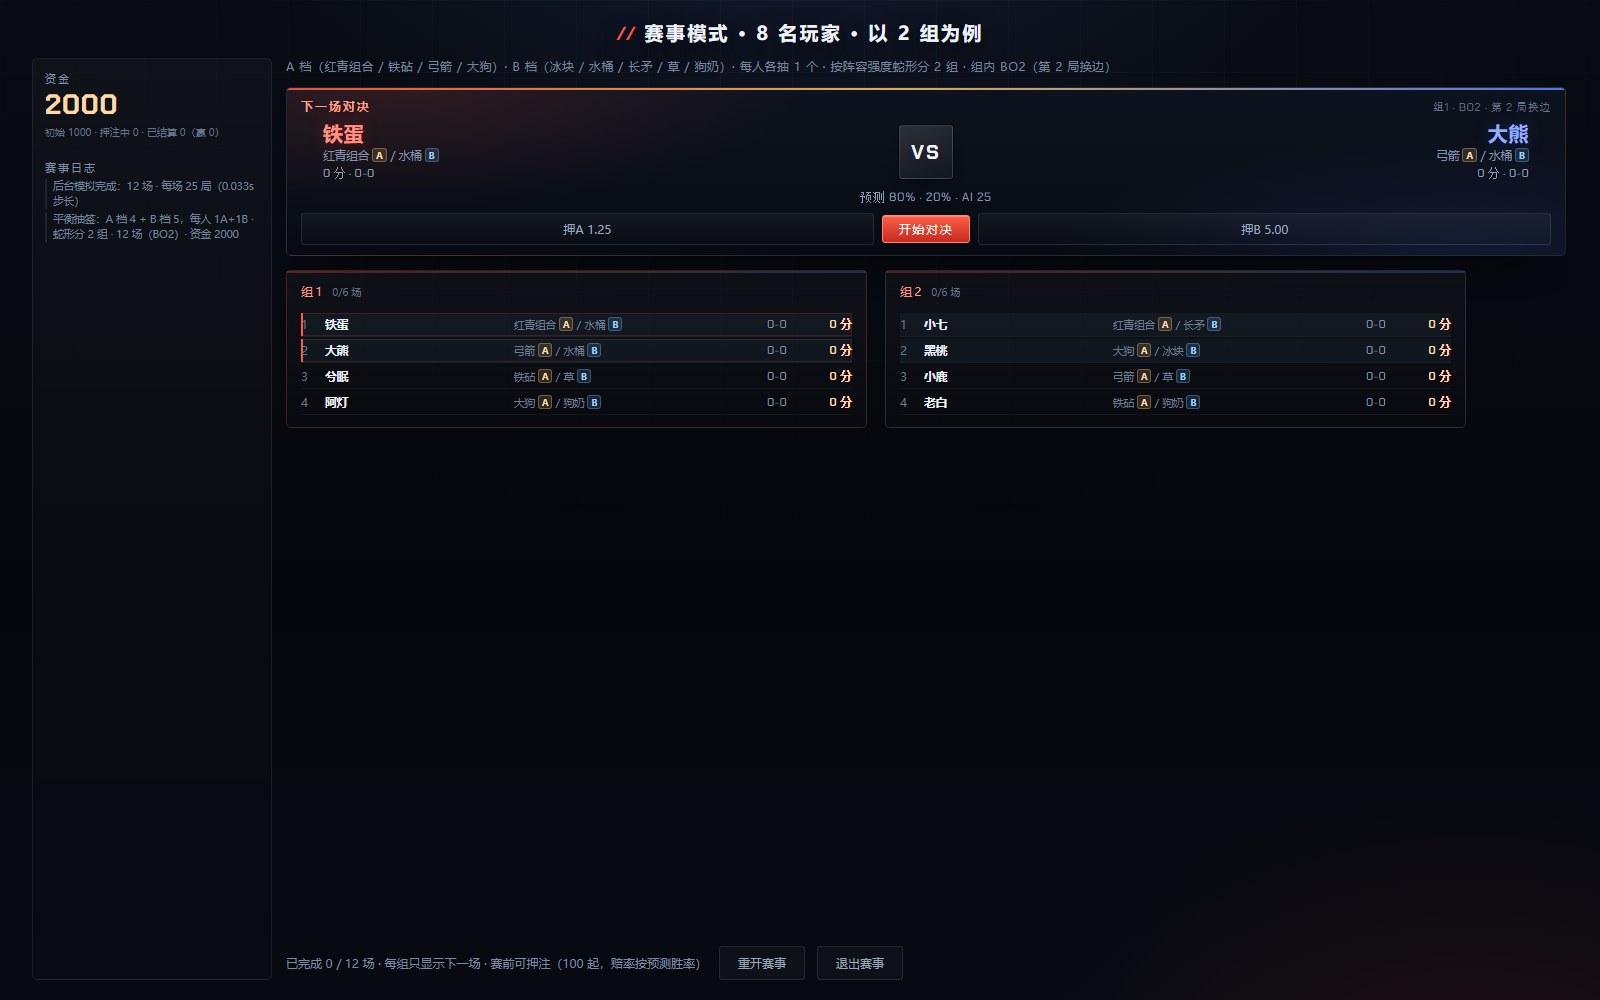 // 赛事模式 • 8 名玩家 • 以 2 组为例
资金
2000
初始 1000 · 押注中 0 · 已结算 0（赢 0）
赛事日志
后台模拟完成：12 场 · 每场 25 局（0.033s
步长）
平衡抽签：A 档 4 + B 档 5，每人 1A+1B ·
蛇形分 2 组 · 12 场（BO2）· 资金 2000
A 档（红青组合 / 铁砧 / 弓箭 / 大狗）· B 档（冰块 / 水桶 / 长矛 / 草 / 狗奶）· 每人各抽 1 个 · 按阵容强度蛇形分 2 组 · 组内 BO2（第 2 局换边）
下一场对决
组1 · BO2 · 第 2 局换边
铁蛋
红青组合 A / 水桶 B
0 分 · 0-0
VS
大熊
弓箭 A / 水桶 B
0 分 · 0-0
预测 80% · 20% · AI 25
押A 1.25
开始对决
押B 5.00
组1 0/6 场
1 铁蛋 红青组合 A / 水桶 B 0-0 0 分
2 大熊 弓箭 A / 水桶 B 0-0 0 分
3 兮眠 铁砧 A / 草 B 0-0 0 分
4 阿灯 大狗 A / 狗奶 B 0-0 0 分
组2 0/6 场
1 小七 红青组合 A / 长矛 B 0-0 0 分
2 黑桃 大狗 A / 冰块 B 0-0 0 分
3 小鹿 弓箭 A / 草 B 0-0 0 分
4 老白 铁砧 A / 狗奶 B 0-0 0 分
已完成 0 / 12 场 · 每组只显示下一场 · 赛前可押注（100 起，赔率按预测胜率）
重开赛事
退出赛事